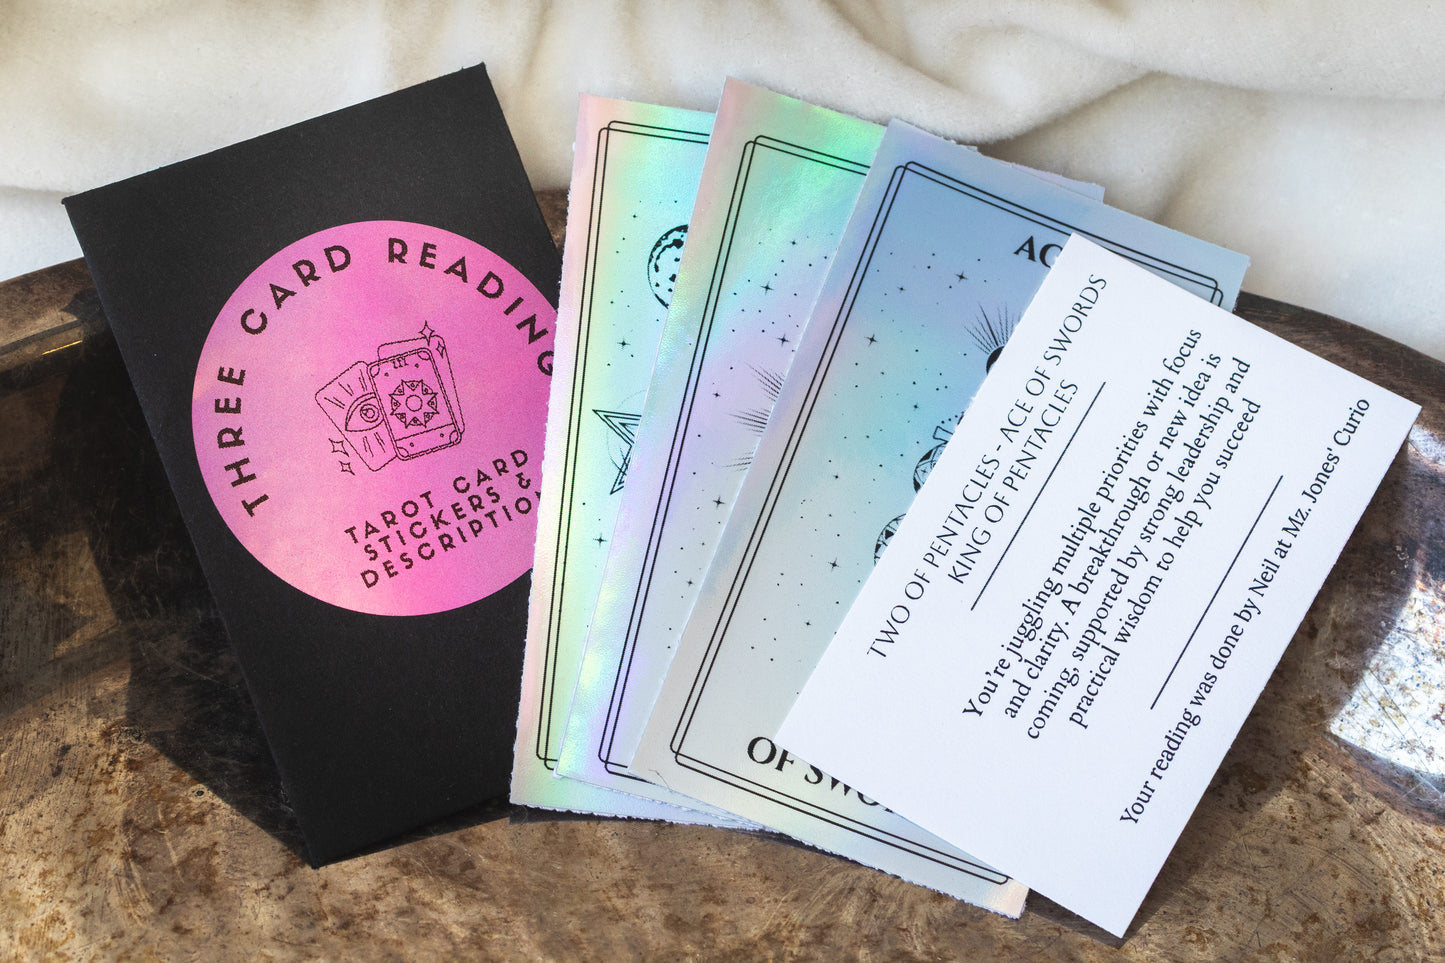 THREE CARD READING
TAROT CARD
STICKERS &
DESCRIPTION
TWO OF PENTACLES - ACE OF SWORDS
KING OF PENTACLES
You're juggling multiple priorities with focus
and clarity. A breakthrough or new idea is
coming, supported by strong leadership and
practical wisdom to help you succeed
Your reading was done by Neil at Mz. Jones' Curio
AC
OF SWO